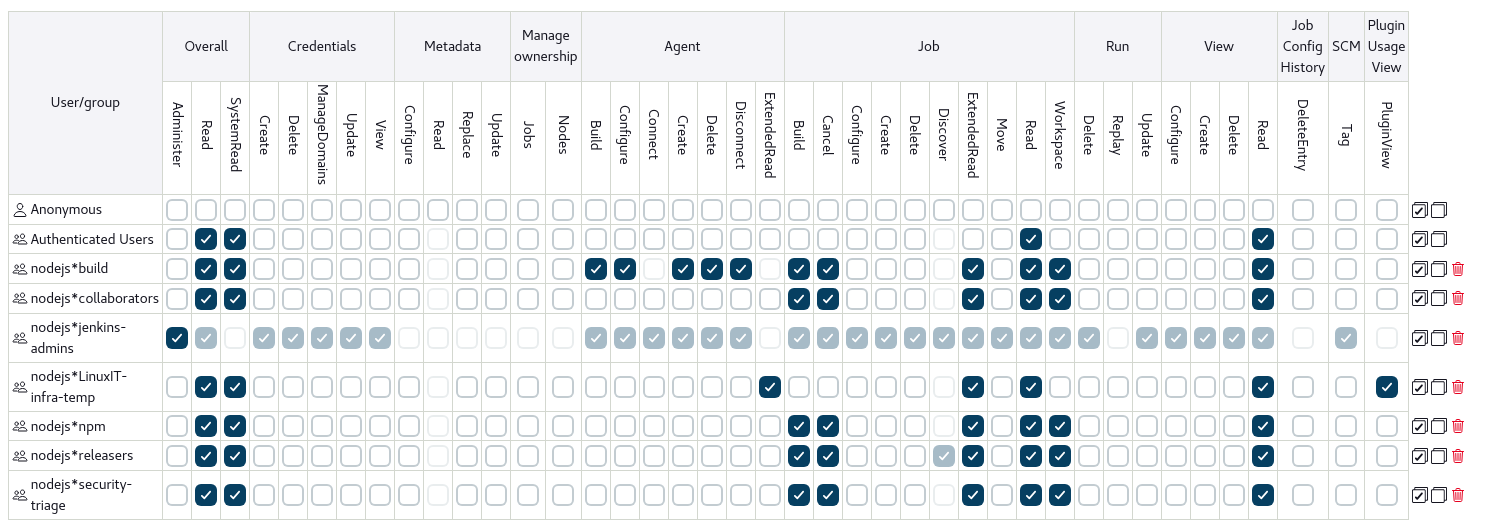 User/group
Overall
Credentials
Metadata
Manage
ownership
Agent
Job
Run
View
Job
Config
History
SCM
Plugin
Usage
View
Administer
Read
SystemRead
Create
Delete
ManageDomains
Update
View
Configure
Read
Replace
Update
Jobs
Nodes
Build
Configure
Connect
Create
Delete
Disconnect
ExtendedRead
Build
Cancel
Configure
Create
Delete
Discover
ExtendedRead
Move
Read
Workspace
Delete
Replay
Update
Configure
Create
Delete
Read
DeleteEntry
Tag
PluginView
Anonymous
Authenticated Users
nodejs*build
nodejs*collaborators
nodejs*jenkins-
admins
nodejs*LinuxIT-
infra-temp
nodejs*npm
nodejs*releasers
nodejs*security-
triage